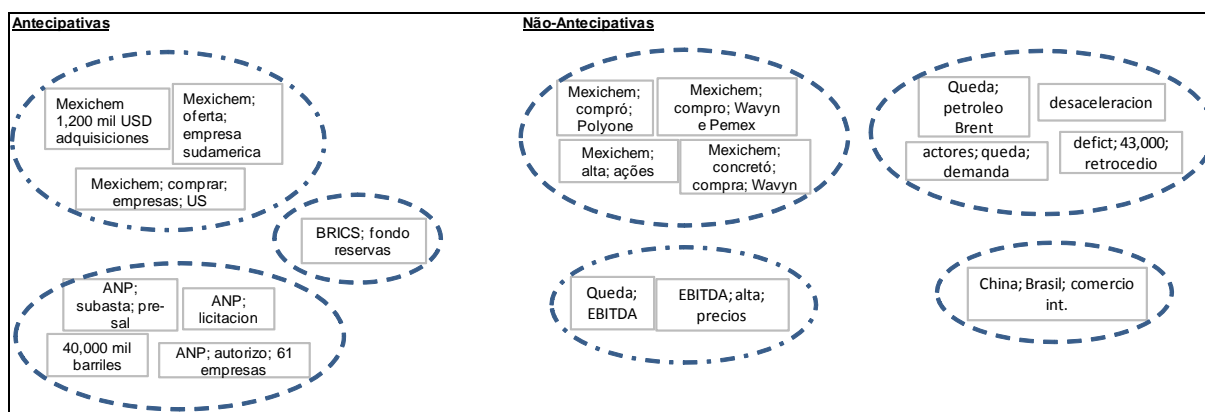 Antecipativas
Mexichem
1,200 mil USD
adquisiciones
Mexichem;
oferta;
empresa
sudamerica
Mexichem; comprar;
empresas; US
BRICS; fondo
reservas
ANP;
subasta; pre-
sal
ANP;
licitacion
40,000 mil
barriles
ANP; autorizo; 61
empresas
Não-Antecipativas
Mexichem;
compró;
Polyone
Mexichem;
compro; Wavyn
e Pemex
Mexichem;
alta; ações
Mexichem;
concretó;
compra; Wavyn
Queda;
petroleo
Brent
desaceleracion
actores; queda;
demanda
defict; 43,000;
retrocedio
Queda;
EBITDA
EBITDA; alta;
precios
China; Brasil; comercio
int.